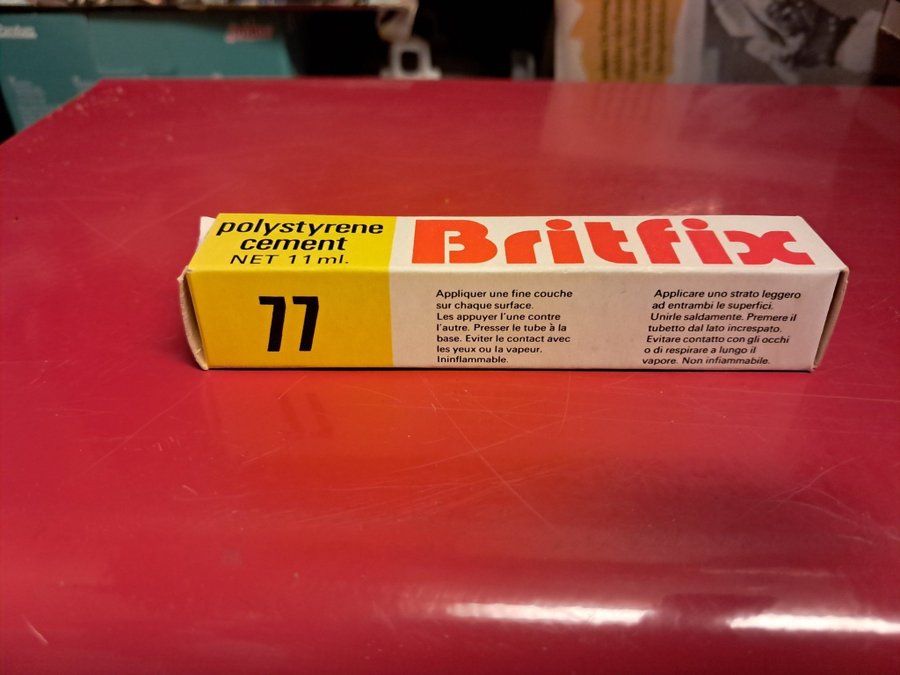 polystyrene
cement
NET 11 ml.
Britfix
77
Appliquer une fine couche
sur chaque surface.
Les appuyer l'une contre
l'autre. Presser le tube à la
base. Eviter le contact avec
les yeux ou la vapeur.
Ininflammable.
Applicare uno strato leggero
ad entrambi le superfici.
Unirle saldamente. Premere il
tubetto dal lato increspato.
Evitare contatto con gli occhi
o di respirare a lungo il
vapore. Non infiammabile.